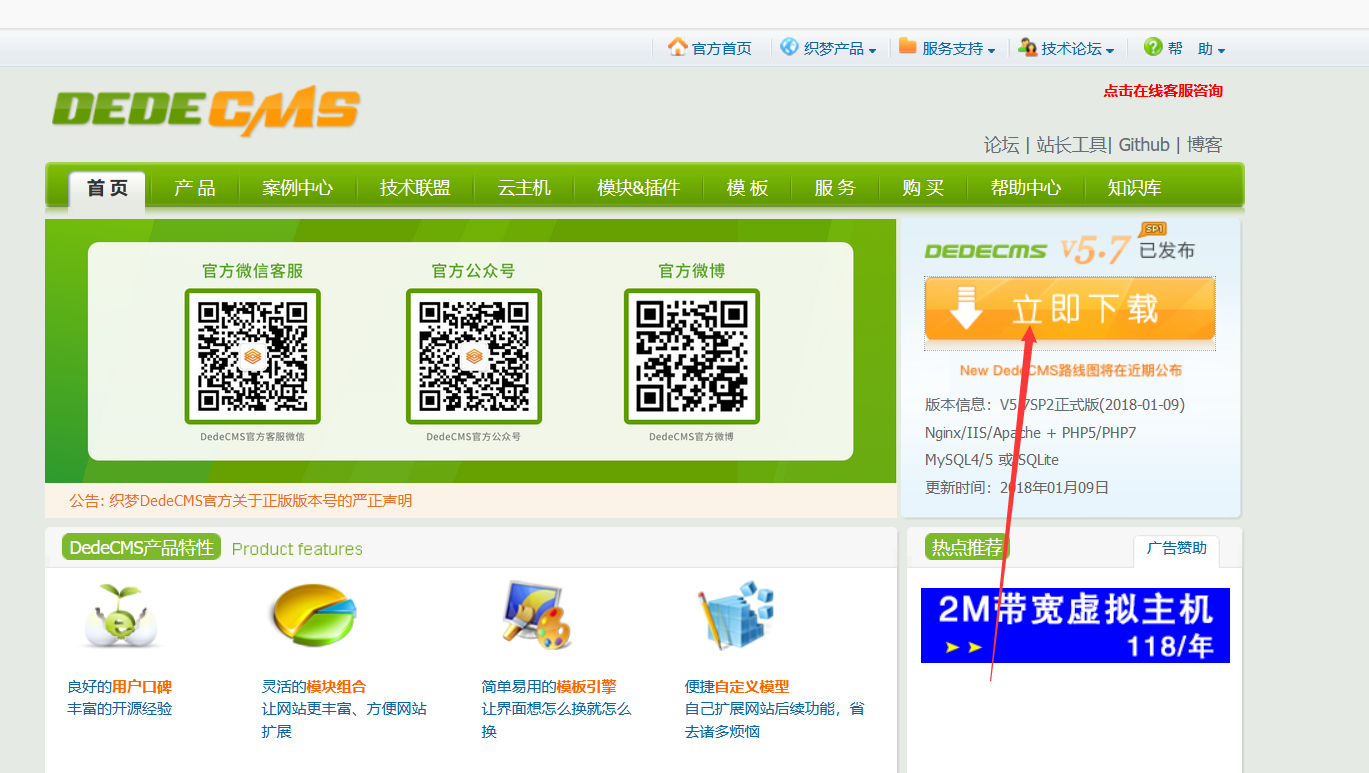 官方首页 织梦产品 服务支持 技术论坛 帮 助
点击在线客服咨询
DEDECMS
论坛 | 站长工具| Github | 博客
首 页 产 品 案例中心 技术联盟 云主机 模块&插件 模 板 服 务 购 买 帮助中心 知识库
官方微信客服 官方公众号 官方微博
DedeCMS官方客服微信 DedeCMS官方公众号 DedeCMS官方微博
公告: 织梦DedeCMS官方关于正版版本号的严正声明
DEDECMS v5.7 SP1 已发布
立即下载
New DedeCMS路线图将在近期公布
版本信息：V5.7SP2正式版(2018-01-09)
Nginx/IIS/Apache + PHP5/PHP7
MySQL4/5 或 SQLite
更新时间：2018年01月09日
DedeCMS产品特性 Product features
良好的用户口碑
丰富的开源经验
灵活的模块组合
让网站更丰富、方便网站
扩展
简单易用的模板引擎
让界面想怎么换就怎么
换
便捷自定义模型
自己扩展网站后续功能，省
去诸多烦恼
热点推荐 广告赞助
2M带宽虚拟主机
118/年